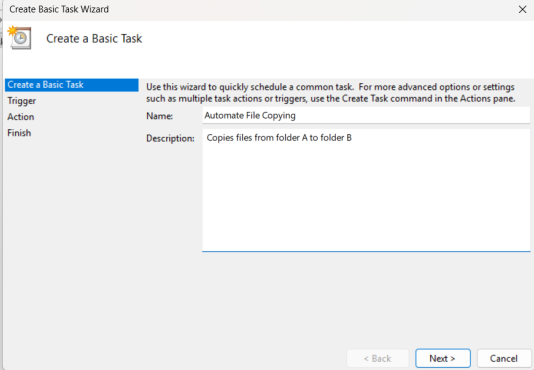 Create Basic Task Wizard
Create a Basic Task
Create a Basic Task
Trigger
Action
Finish
Use this wizard to quickly schedule a common task. For more advanced options or settings
such as multiple task actions or triggers, use the Create Task command in the Actions pane.
Name: Automate File Copying
Description: Copies files from folder A to folder B
< Back Next > Cancel